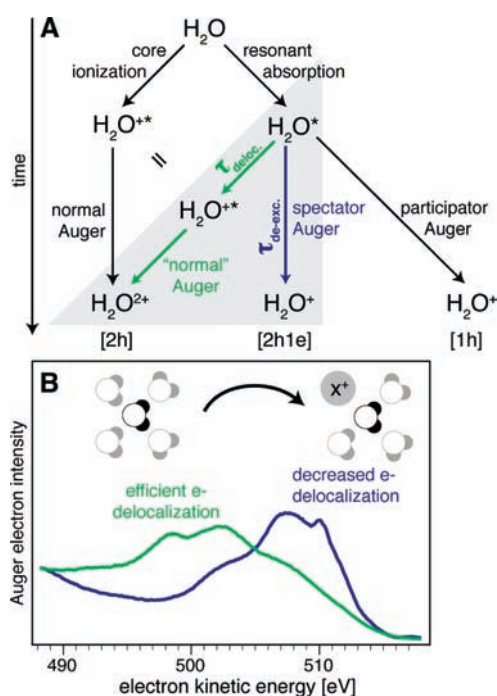 A
H₂O
core
ionization
resonant
absorption
H₂O⁺*
=
H₂O*
time
τdeloc.
H₂O⁺*
normal
Auger
"normal"
Auger
τde-exc.
spectator
Auger
participator
Auger
H₂O²⁺
H₂O⁺
H₂O⁺
[2h]
[2h1e]
[1h]
B
x⁺
efficient e-
delocalization
decreased e-
delocalization
Auger electron intensity
490
500
510
electron kinetic energy [eV]